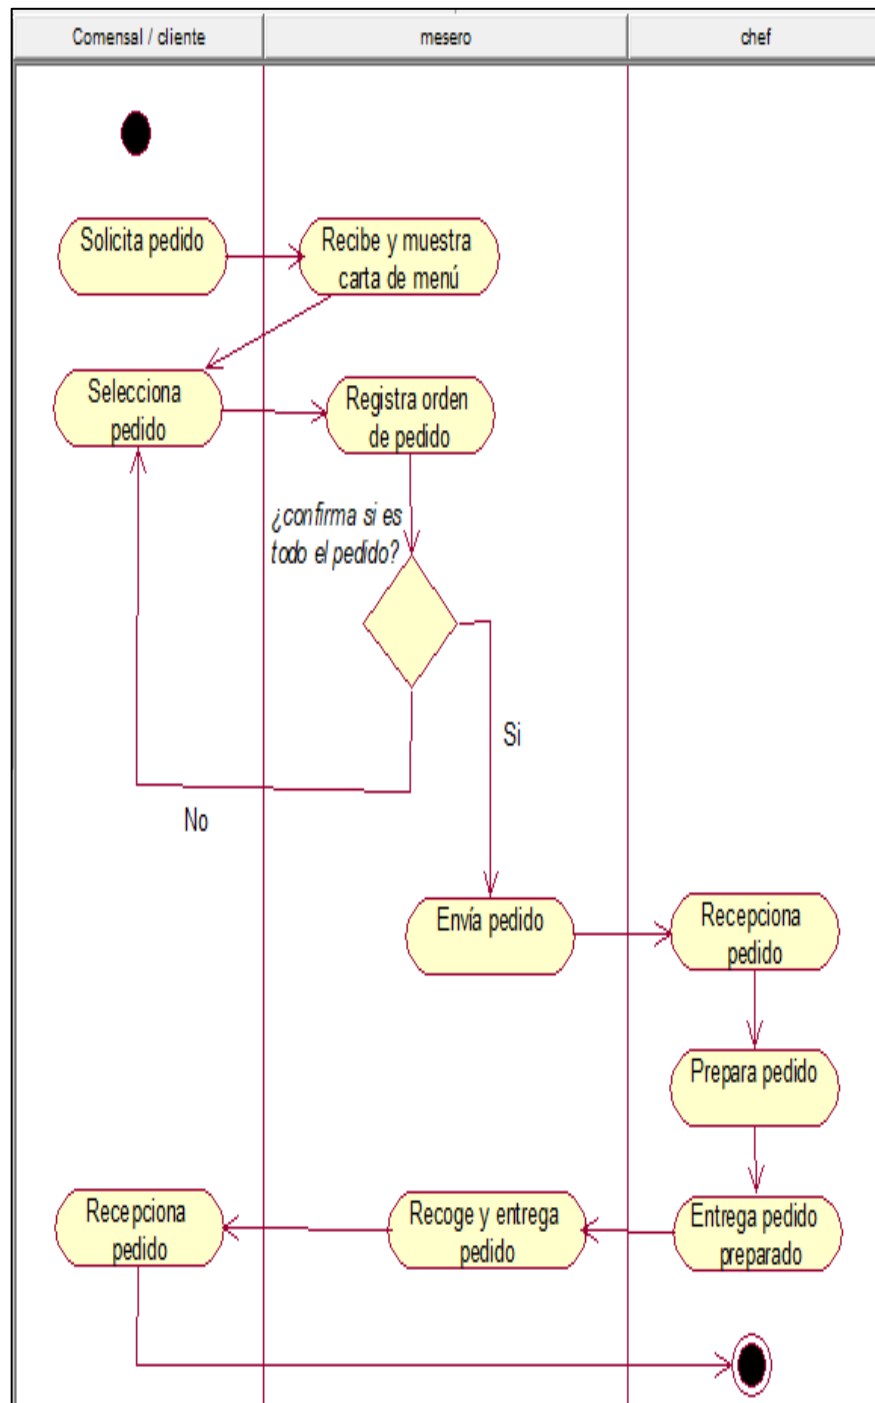 Comensal / cliente
mesero
chef
Solicita pedido
Recibe y muestra
carta de menú
Selecciona
pedido
Registra orden
de pedido
¿confirma si es
todo el pedido?
Si
No
Envía pedido
Recepciona
pedido
Prepara pedido
Recepciona
pedido
Recoge y entrega
pedido
Entrega pedido
preparado